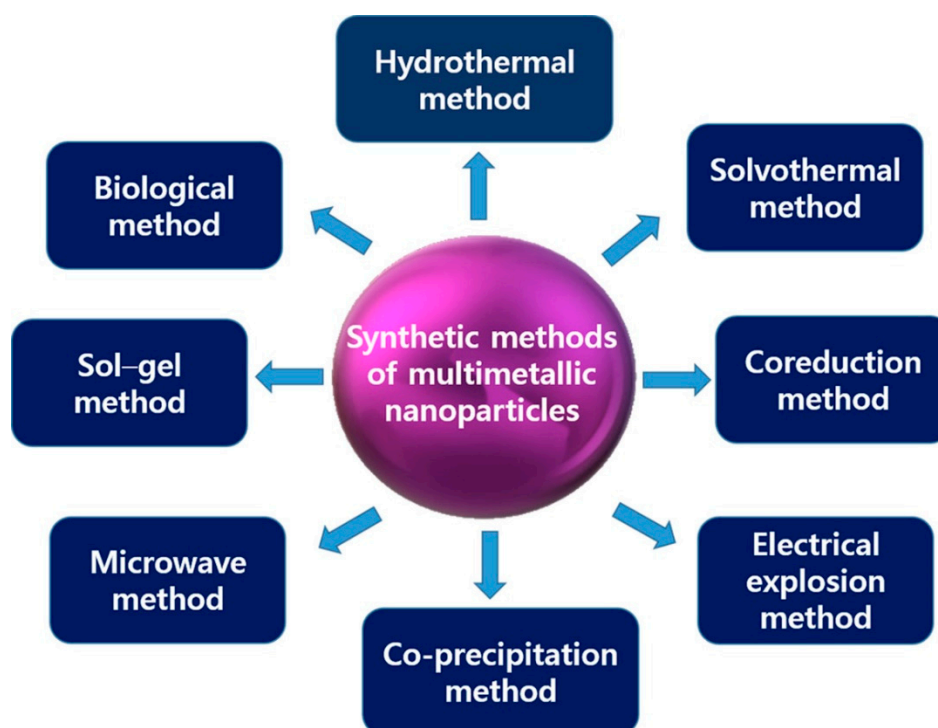 Hydrothermal
method
Solvothermal
method
Coreduction
method
Electrical
explosion
method
Co-precipitation
method
Microwave
method
Sol–gel
method
Biological
method
Synthetic methods
of multimetallic
nanoparticles